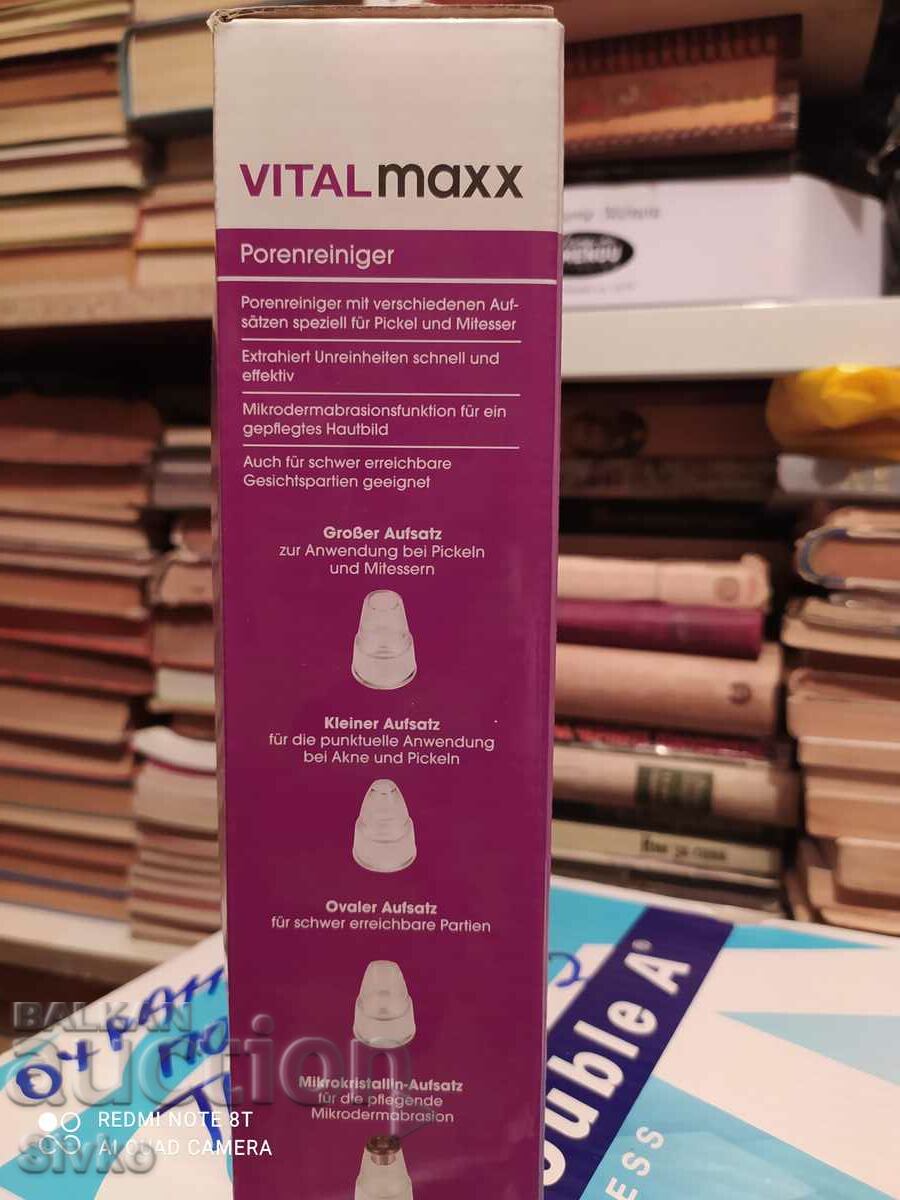 VITALmaxx
Porenreiniger
Porenreiniger mit verschiedenen Auf-
sätzen speziell für Pickel und Mitesser
Extrahiert Unreinheiten schnell und
effektiv
Mikrodermabrasionsfunktion für ein
gepflegtes Hautbild
Auch für schwer erreichbare
Gesichtspartien geeignet
Großer Aufsatz
zur Anwendung bei Pickeln
und Mitessern
Kleiner Aufsatz
für die punktuelle Anwendung
bei Akne und Pickeln
Ovaler Aufsatz
für schwer erreichbare Partien
Mikrokristallin-Aufsatz
für die pflegende
Mikrodermabrasion
Double A
BALKAN
auction
REDMI NOTE 8T
AI QUAD CAMERA
sivko